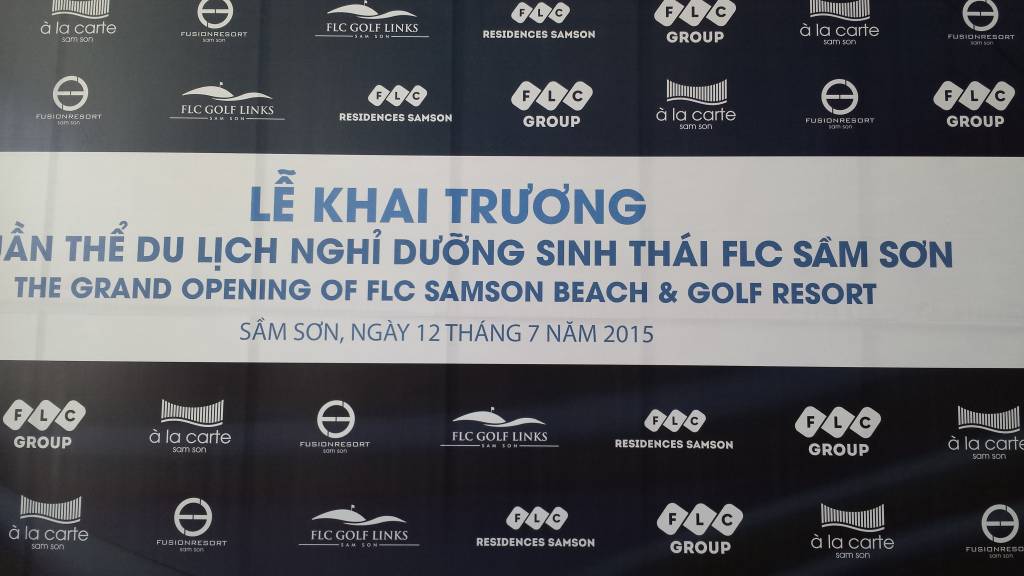 à la carte
sam son
FUSIONRESORT
sam son
FLC GOLF LINKS
SAM SON
FLC
RESIDENCES SAMSON
FLC
GROUP
à la carte
sam son
FUSIONRESORT
sam son
FUSIONRESORT
sam son
FLC GOLF LINKS
SAM SON
FLC
RESIDENCES SAMSON
FLC
GROUP
à la carte
sam son
FUSIONRESORT
sam son
FLC
GROUP
LỄ KHAI TRƯƠNG
THỂ DU LỊCH NGHỈ DƯỠNG SINH THÁI FLC SẦM SƠN
THE GRAND OPENING OF FLC SAMSON BEACH & GOLF RESORT
SẦM SƠN, NGÀY 12 THÁNG 7 NĂM 2015
FLC
GROUP
à la carte
sam son
FUSIONRESORT
sam son
FLC GOLF LINKS
SAM SON
FLC
RESIDENCES SAMSON
FLC
GROUP
à la carte
sam son
à la carte
sam son
FUSIONRESORT
sam son
FLC GOLF LINKS
SAM SON
FLC
RESIDENCES SAMSON
FLC
GROUP
à la carte
sam son
FUSIONRESO
sam son